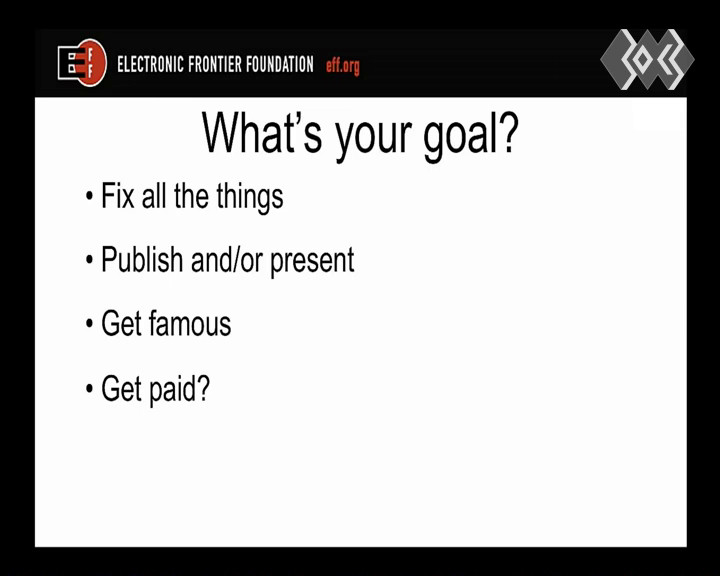 E
F
F
ELECTRONIC FRONTIER FOUNDATION eff.org
What's your goal?
• Fix all the things
• Publish and/or present
• Get famous
• Get paid?